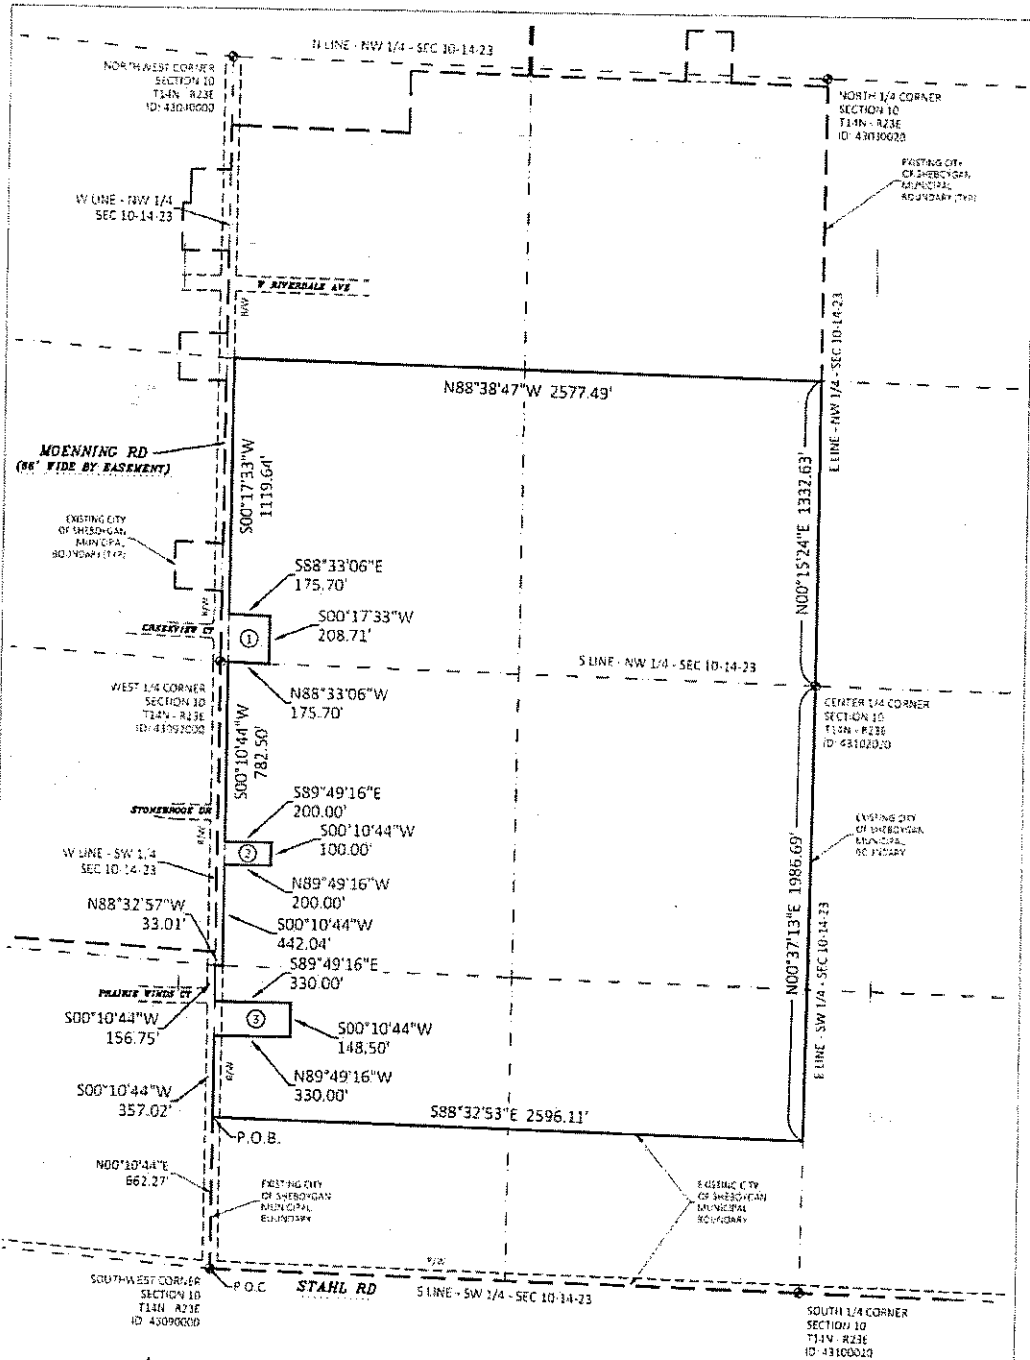 N LINE - NW 1/4 - SEC 10-14-23
NORTHWEST CORNER
SECTION 10
T14N - R23E
ID: 43030000
NORTH 1/4 CORNER
SECTION 10
T14N - R23E
ID: 43030020
EXISTING CITY
OF SHEBOYGAN
MUNICIPAL
BOUNDARY (TYP)
W LINE - NW 1/4
SEC 10-14-23
W RIVERDALE AVE
R/W
E LINE - NW 1/4 - SEC 10-14-23
N88°38'47"W 2577.49'
MOENNING RD
(66' WIDE BY EASEMENT)
S00°17'33"W
1119.64'
N00°15'24"E 1332.63'
EXISTING CITY
OF SHEBOYGAN
MUNICIPAL
BOUNDARY (TYP)
S88°33'06"E
175.70'
S00°17'33"W
208.71'
R/W
CREEKVIEW CT
1
S LINE - NW 1/4 - SEC 10-14-23
WEST 1/4 CORNER
SECTION 10
T14N - R23E
ID: 43092000
N88°33'06"W
175.70'
CENTER 1/4 CORNER
SECTION 10
T14N - R23E
ID: 43102020
S00°10'44"W
782.50'
STONEBROOK DR
S89°49'16"E
200.00'
S00°10'44"W
100.00'
R/W
2
EXISTING CITY
OF SHEBOYGAN
MUNICIPAL
BOUNDARY
W LINE - SW 1/4
SEC 10-14-23
N89°49'16"W
200.00'
N88°32'57"W
33.01'
S00°10'44"W
442.04'
N00°37'13"E 1986.69'
E LINE - SW 1/4 - SEC 10-14-23
S89°49'16"E
330.00'
PRAIRIE WINDS CT
S00°10'44"W
156.75'
3
S00°10'44"W
148.50'
R/W
N89°49'16"W
330.00'
S00°10'44"W
357.02'
S88°32'53"E 2596.11'
P.O.B.
N00°10'44"E
662.27'
EXISTING CITY
OF SHEBOYGAN
MUNICIPAL
BOUNDARY
EXISTING CITY
OF SHEBOYGAN
MUNICIPAL
BOUNDARY
R/W
SOUTHWEST CORNER
SECTION 10
T14N - R23E
ID: 43090000
P.O.C
STAHL RD
S LINE - SW 1/4 - SEC 10-14-23
SOUTH 1/4 CORNER
SECTION 10
T14N - R23E
ID: 43100020